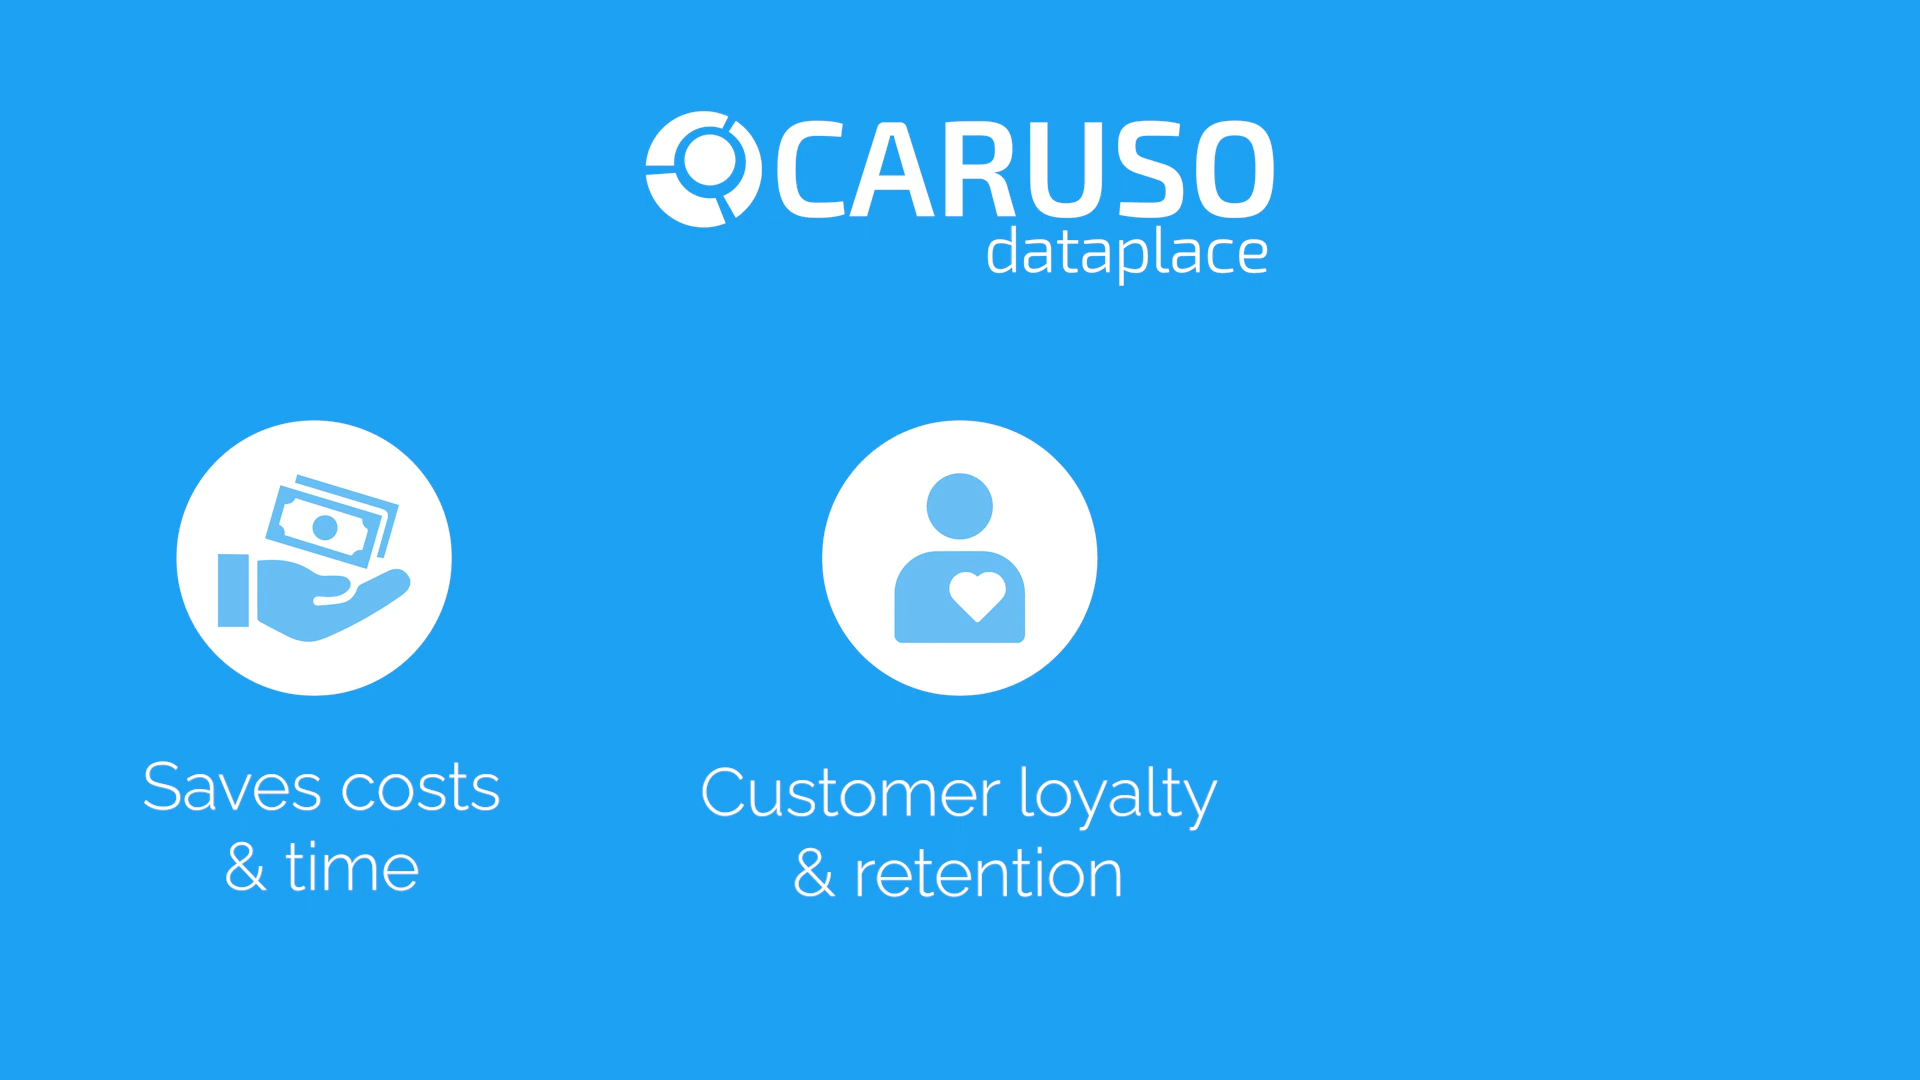 CARUSO
dataplace
Saves costs
& time
Customer loyalty
& retention